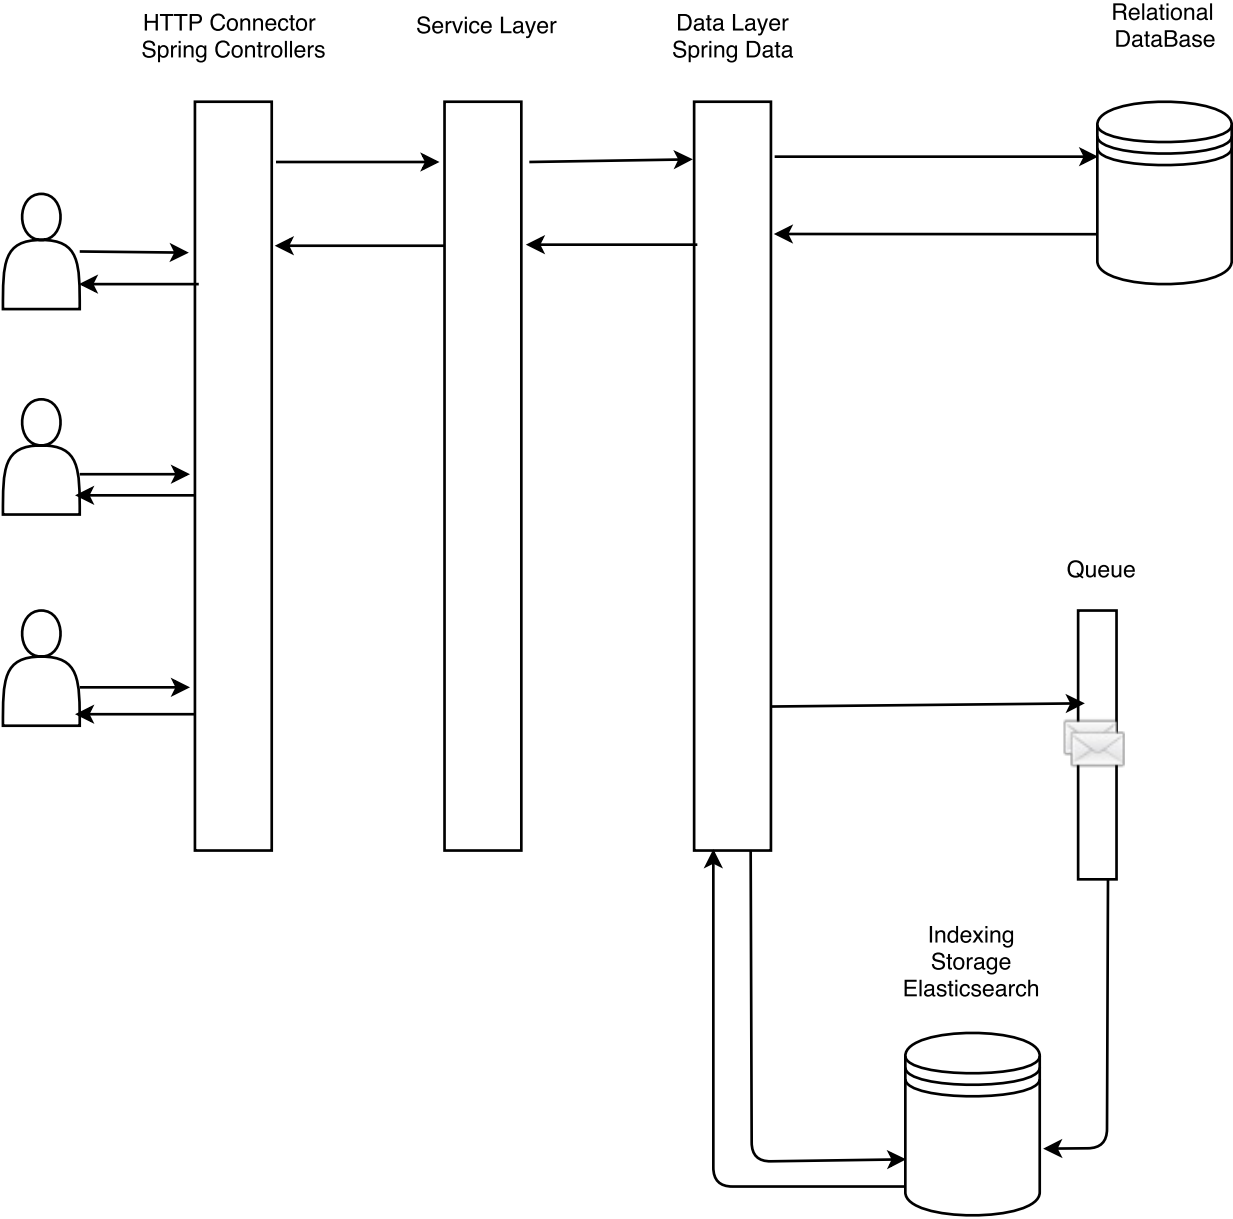 HTTP Connector
Spring Controllers
Service Layer
Data Layer
Spring Data
Relational
DataBase
Queue
Indexing
Storage
Elasticsearch